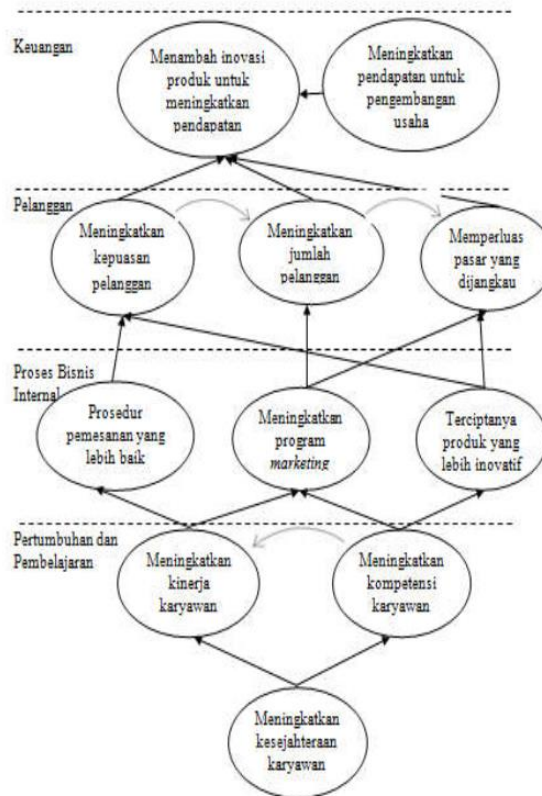 Keuangan
Menambah inovasi
produk untuk
meningkatkan
pendapatan
Meningkatkan
pendapatan untuk
pengembangan
usaha
Pelanggan
Meningkatkan
kepuasan
pelanggan
Meningkatkan
jumlah
pelanggan
Memperluas
pasar yang
dijangkau
Proses Bisnis
Internal
Prosedur
pemesanan yang
lebih baik
Meningkatkan
program
marketing
Terciptanya
produk yang
lebih inovatif
Pertumbuhan dan
Pembelajaran
Meningkatkan
kinerja
karyawan
Meningkatkan
kompetensi
karyawan
Meningkatkan
kesejahteraan
karyawan